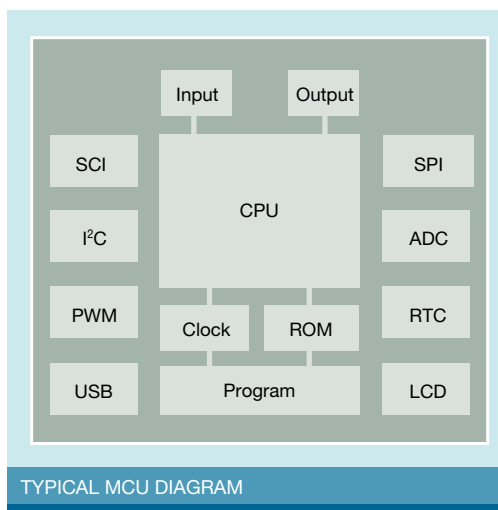 Input Output
SCI SPI
CPU
I²C ADC
PWM RTC
Clock ROM
USB Program LCD
TYPICAL MCU DIAGRAM